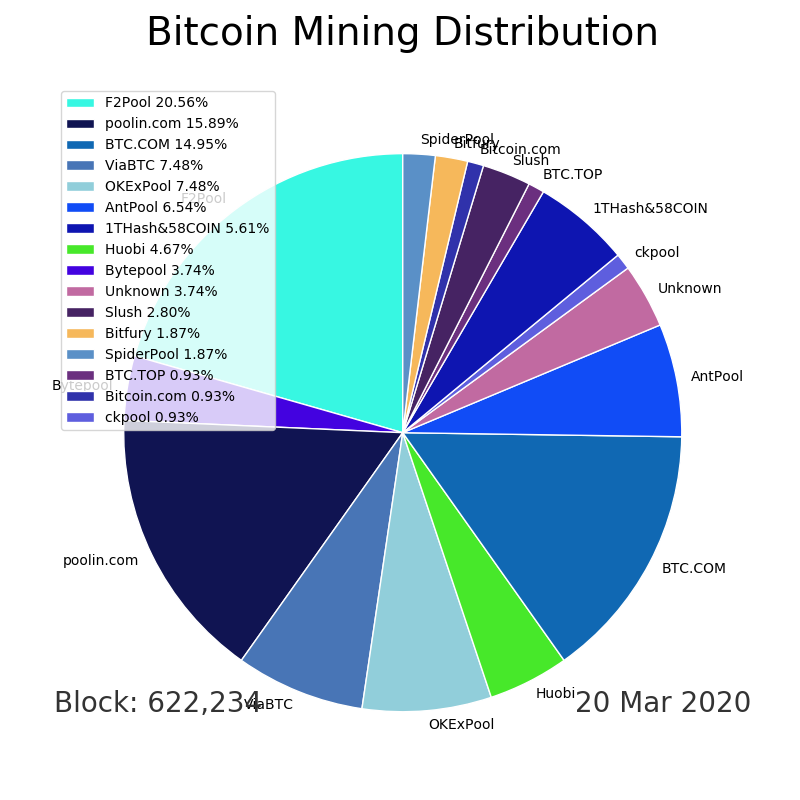 Bitcoin Mining Distribution
F2Pool 20.56%
poolin.com 15.89%
BTC.COM 14.95%
ViaBTC 7.48%
OKExPool 7.48%
AntPool 6.54%
1THash&58COIN 5.61%
Huobi 4.67%
Bytepool 3.74%
Unknown 3.74%
Slush 2.80%
Bitfury 1.87%
SpiderPool 1.87%
BTC.TOP 0.93%
Bitcoin.com 0.93%
ckpool 0.93%
SpiderPool
Bitfury
Bitcoin.com
Slush
BTC.TOP
1THash&58COIN
ckpool
Unknown
AntPool
BTC.COM
Huobi
OKExPool
ViaBTC
poolin.com
Bytepool
F2Pool
Block: 622,234
20 Mar 2020